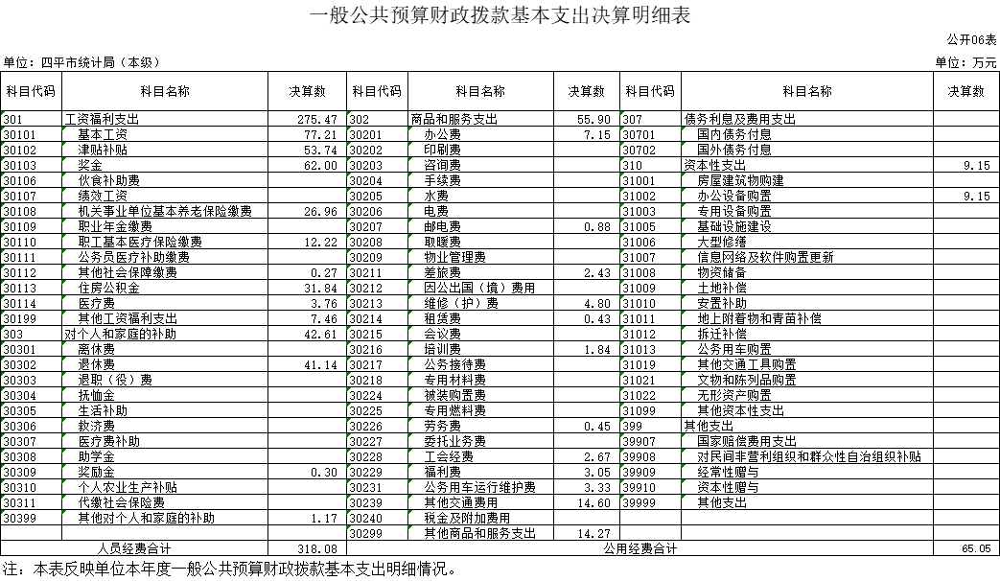 一般公共预算财政拨款基本支出决算明细表
公开06表
单位：四平市统计局（本级） 单位：万元
科目代码 科目名称 决算数 科目代码 科目名称 决算数 科目代码 科目名称 决算数
301 工资福利支出 275.47 302 商品和服务支出 55.90 307 债务利息及费用支出
30101 基本工资 77.21 30201 办公费 7.15 30701 国内债务付息
30102 津贴补贴 53.74 30202 印刷费 30702 国外债务付息
30103 奖金 62.00 30203 咨询费 310 资本性支出 9.15
30106 伙食补助费 30204 手续费 31001 房屋建筑物购建
30107 绩效工资 30205 水费 31002 办公设备购置 9.15
30108 机关事业单位基本养老保险缴费 26.96 30206 电费 31003 专用设备购置
30109 职业年金缴费 30207 邮电费 0.88 31005 基础设施建设
30110 职工基本医疗保险缴费 12.22 30208 取暖费 31006 大型修缮
30111 公务员医疗补助缴费 30209 物业管理费 31007 信息网络及软件购置更新
30112 其他社会保障缴费 0.27 30211 差旅费 2.43 31008 物资储备
30113 住房公积金 31.84 30212 因公出国（境）费用 31009 土地补偿
30114 医疗费 3.76 30213 维修（护）费 4.80 31010 安置补助
30199 其他工资福利支出 7.46 30214 租赁费 0.43 31011 地上附着物和青苗补偿
303 对个人和家庭的补助 42.61 30215 会议费 31012 拆迁补偿
30301 离休费 30216 培训费 1.84 31013 公务用车购置
30302 退休费 41.14 30217 公务接待费 31019 其他交通工具购置
30303 退职（役）费 30218 专用材料费 31021 文物和陈列品购置
30304 抚恤金 30224 被装购置费 31022 无形资产购置
30305 生活补助 30225 专用燃料费 31099 其他资本性支出
30306 救济费 30226 劳务费 0.45 399 其他支出
30307 医疗费补助 30227 委托业务费 39907 国家赔偿费用支出
30308 助学金 30228 工会经费 2.67 39908 对民间非营利组织和群众性自治组织补贴
30309 奖励金 0.30 30229 福利费 3.05 39909 经常性赠与
30310 个人农业生产补贴 30231 公务用车运行维护费 3.33 39910 资本性赠与
30311 代缴社会保险费 30239 其他交通费用 14.60 39999 其他支出
30399 其他对个人和家庭的补助 1.17 30240 税金及附加费用
30299 其他商品和服务支出 14.27
人员经费合计 318.08 公用经费合计 65.05
注：本表反映单位本年度一般公共预算财政拨款基本支出明细情况。